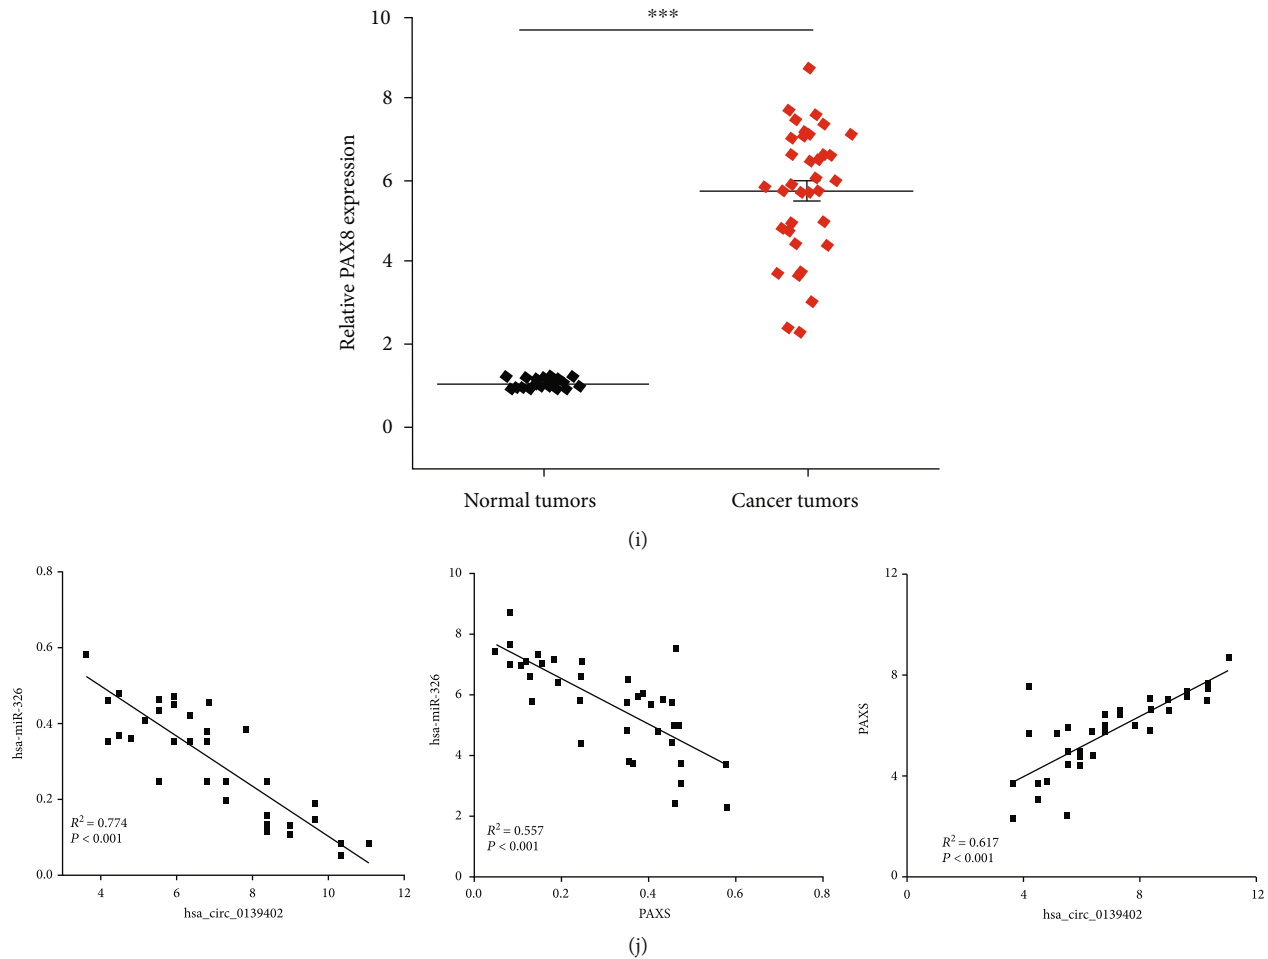 ***
10
8
6
4
2
0
Relative PAX8 expression
Normal tumors
Cancer tumors
(i)
0.8
0.6
0.4
0.2
0.0
hsa-miR-326
R² = 0.774
P < 0.001
4
6
8
10
12
hsa_circ_0139402
10
8
6
4
2
0
hsa-miR-326
R² = 0.557
P < 0.001
0.0
0.2
0.4
0.6
0.8
PAXS
12
8
4
0
PAXS
R² = 0.617
P < 0.001
0
4
8
12
hsa_circ_0139402
(j)